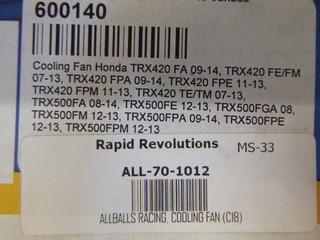 600140
Cooling Fan Honda TRX420 FA 09-14, TRX420 FE/FM
07-13, TRX420 FPA 09-14, TRX420 FPE 11-13,
TRX420 FPM 11-13, TRX420 TE/TM 07-13,
TRX500FA 08-14, TRX500FE 12-13, TRX500FGA 08,
TRX500FM 12-13, TRX500FPA 09-14, TRX500FPE
12-13, TRX500FPM 12-13
Rapid Revolutions MS-33
ALL-70-1012
ALLBALLS RACING, COOLING FAN (C18)